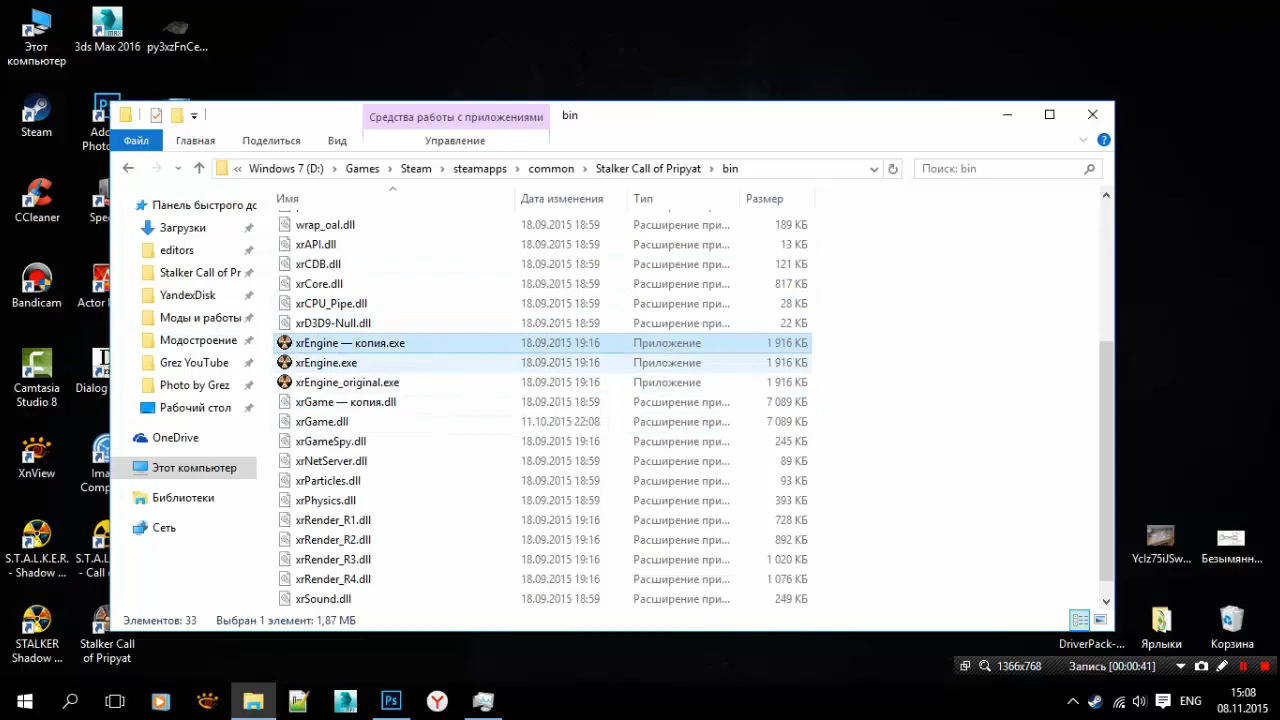 Этот компьютер
3ds Max 2016
py3xzFnCe...
Steam
Ado
Photo
CCleaner
Spec
Bandicam
Actor
Camtasia Studio 8
Dialog
XnView
Ima
Comp
S.T.A.L.K.E.R. - Shadow ...
S.T.A.L
- Call o
STALKER Shadow ...
Stalker Call of Pripyat
Средства работы с приложениями
bin
Файл
Главная
Поделиться
Вид
Управление
« Windows 7 (D:) › Games › Steam › steamapps › common › Stalker Call of Pripyat › bin
Поиск: bin
Панель быстрого дс
Загрузки
editors
Stalker Call of Pr
YandexDisk
Моды и работы
Модостроение
Grez YouTube
Photo by Grez
Рабочий стол
OneDrive
Этот компьютер
Библиотеки
Сеть
Имя Дата изменения Тип Размер
wrap_oal.dll 18.09.2015 18:59 Расширение при... 189 КБ
xrAPI.dll 18.09.2015 18:59 Расширение при... 13 КБ
xrCDB.dll 18.09.2015 18:59 Расширение при... 121 КБ
xrCore.dll 18.09.2015 18:59 Расширение при... 817 КБ
xrCPU_Pipe.dll 18.09.2015 18:59 Расширение при... 28 КБ
xrD3D9-Null.dll 18.09.2015 18:59 Расширение при... 22 КБ
xrEngine — копия.exe 18.09.2015 19:16 Приложение 1 916 КБ
xrEngine.exe 18.09.2015 19:16 Приложение 1 916 КБ
xrEngine_original.exe 18.09.2015 19:16 Приложение 1 916 КБ
xrGame — копия.dll 18.09.2015 18:59 Расширение при... 7 089 КБ
xrGame.dll 11.10.2015 22:08 Расширение при... 7 089 КБ
xrGameSpy.dll 18.09.2015 19:16 Расширение при... 245 КБ
xrNetServer.dll 18.09.2015 18:59 Расширение при... 89 КБ
xrParticles.dll 18.09.2015 18:59 Расширение при... 93 КБ
xrPhysics.dll 18.09.2015 18:59 Расширение при... 393 КБ
xrRender_R1.dll 18.09.2015 19:16 Расширение при... 728 КБ
xrRender_R2.dll 18.09.2015 19:16 Расширение при... 892 КБ
xrRender_R3.dll 18.09.2015 19:16 Расширение при... 1 020 КБ
xrRender_R4.dll 18.09.2015 19:16 Расширение при... 1 076 КБ
xrSound.dll 18.09.2015 18:59 Расширение при... 249 КБ
Элементов: 33 Выбран 1 элемент: 1,87 МБ
Yclz75iJSw...
Безымянн...
DriverPack-...
Ярлыки
Корзина
1366x768 Запись [00:00:41]
Ps
ENG
15:08
08.11.2015